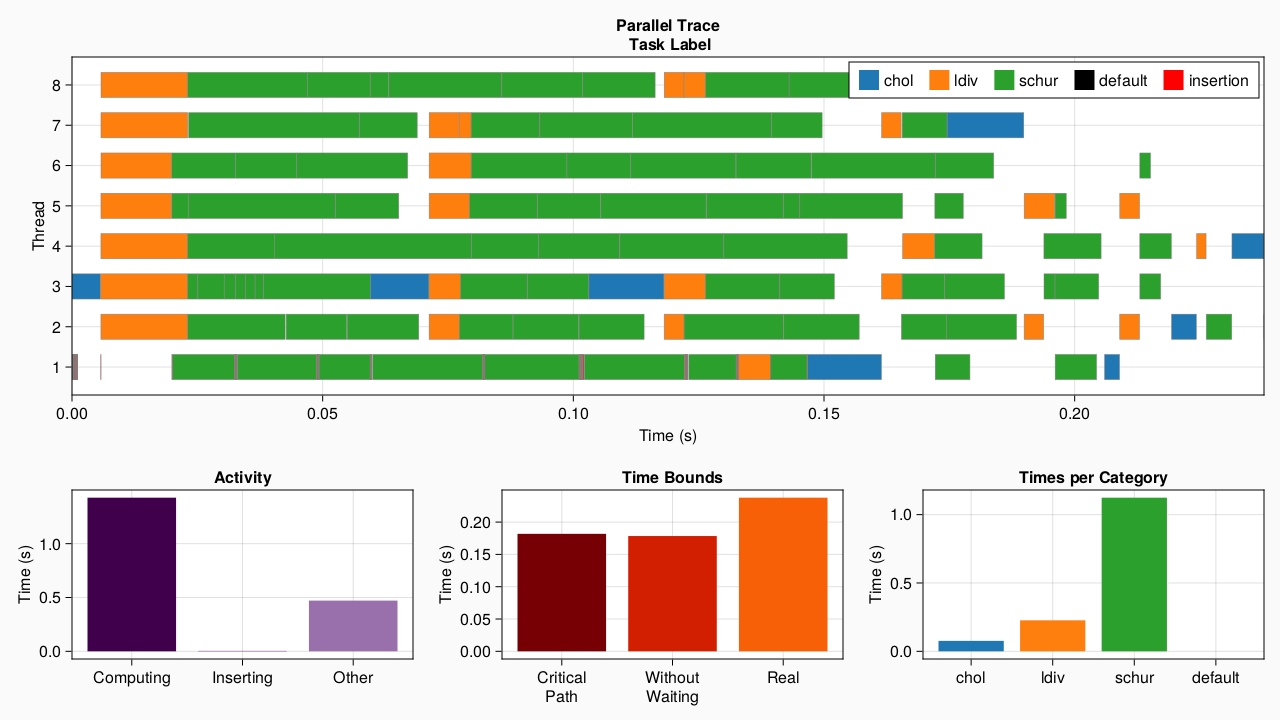 Parallel Trace
Task Label
chol ldiv schur default insertion
Thread
8
7
6
5
4
3
2
1
0.00 0.05 0.10 0.15 0.20
Time (s)
Activity
Time (s)
1.0
0.5
0.0
Computing Inserting Other
Time Bounds
Time (s)
0.20
0.15
0.10
0.05
0.00
Critical Path
Without Waiting
Real
Times per Category
Time (s)
1.0
0.5
0.0
chol ldiv schur default